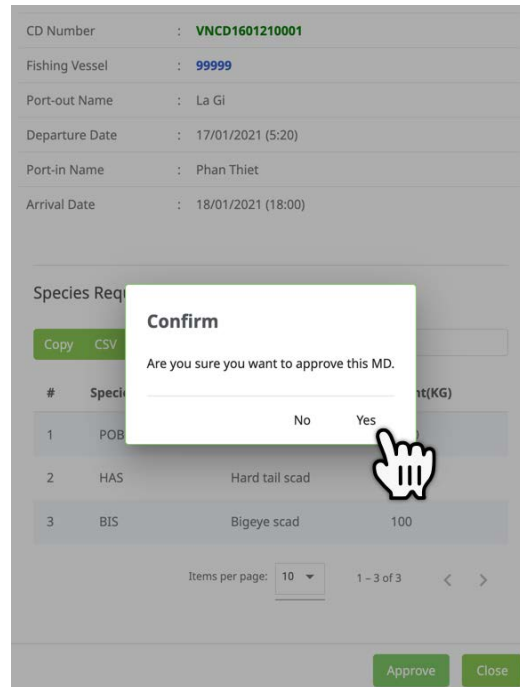 CD Number : VNCD1601210001
Fishing Vessel : 99999
Port-out Name : La Gi
Departure Date : 17/01/2021 (5:20)
Port-in Name : Phan Thiet
Arrival Date : 18/01/2021 (18:00)
Species Req
Confirm
Copy CSV
Are you sure you want to approve this MD.
# Speci ht(KG)
No Yes
1 POB
2 HAS Hard tail scad
3 BIS Bigeye scad 100
Items per page: 10 1 – 3 of 3 < >
Approve Close